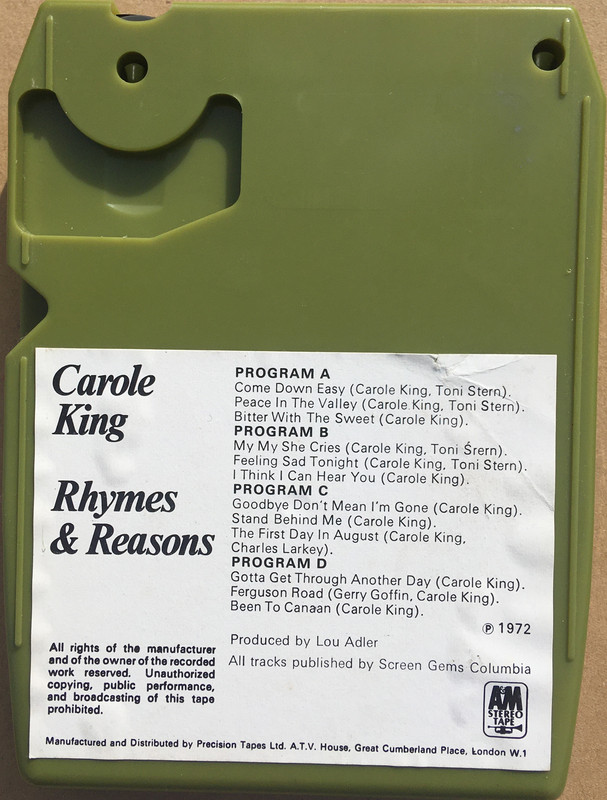 Carole
King
Rhymes
& Reasons
PROGRAM A
Come Down Easy (Carole King, Toni Stern).
Peace In The Valley (Carole King, Toni Stern).
Bitter With The Sweet (Carole King).
PROGRAM B
My My She Cries (Carole King, Toni Srern).
Feeling Sad Tonight (Carole King, Toni Stern).
I Think I Can Hear You (Carole King).
PROGRAM C
Goodbye Don't Mean I'm Gone (Carole King).
Stand Behind Me (Carole King).
The First Day In August (Carole King,
Charles Larkey).
PROGRAM D
Gotta Get Through Another Day (Carole King).
Ferguson Road (Gerry Goffin, Carole King).
Been To Canaan (Carole King).
℗ 1972
Produced by Lou Adler
All tracks published by Screen Gems Columbia
All rights of the manufacturer
and of the owner of the recorded
work reserved. Unauthorized
copying, public performance,
and broadcasting of this tape
prohibited.
A&M
STEREO
TAPE
Manufactured and Distributed by Precision Tapes Ltd. A.T.V. House, Great Cumberland Place, London W.1